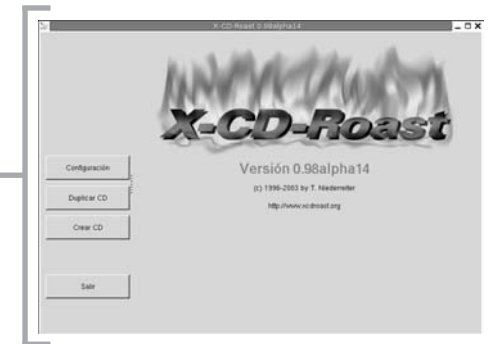 X-CD-Roast 0.98alpha14
X-CD-Roast
Versión 0.98alpha14
(c) 1996-2003 by T. Niederreiter
http://www.xcdroast.org
Configuración
Duplicar CD
Crear CD
Salir